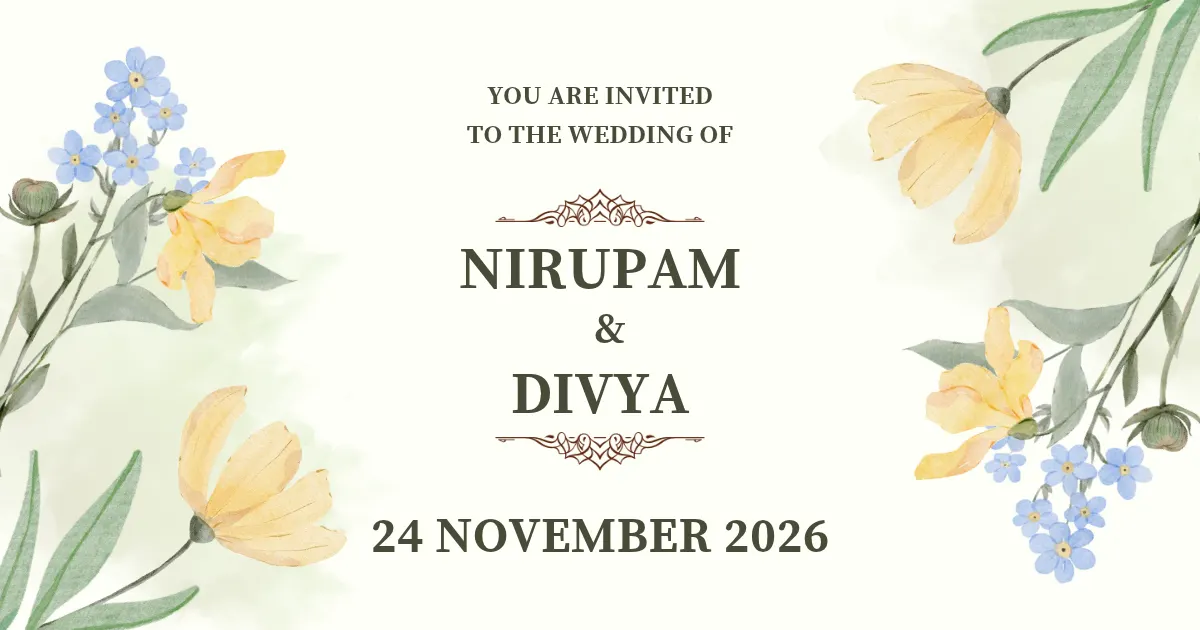 YOU ARE INVITED
TO THE WEDDING OF
NIRUPAM
&
DIVYA
24 NOVEMBER 2026